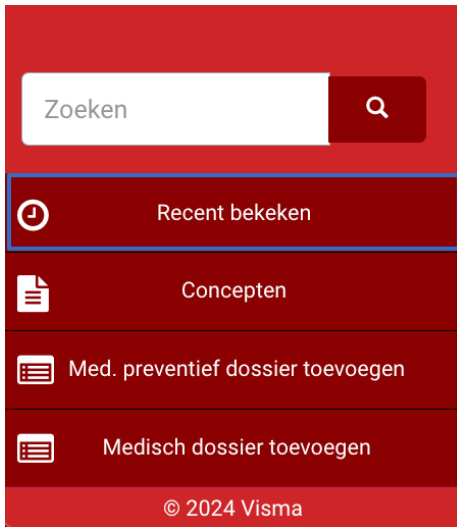 Zoeken
Recent bekeken
Concepten
Med. preventief dossier toevoegen
Medisch dossier toevoegen
© 2024 Visma